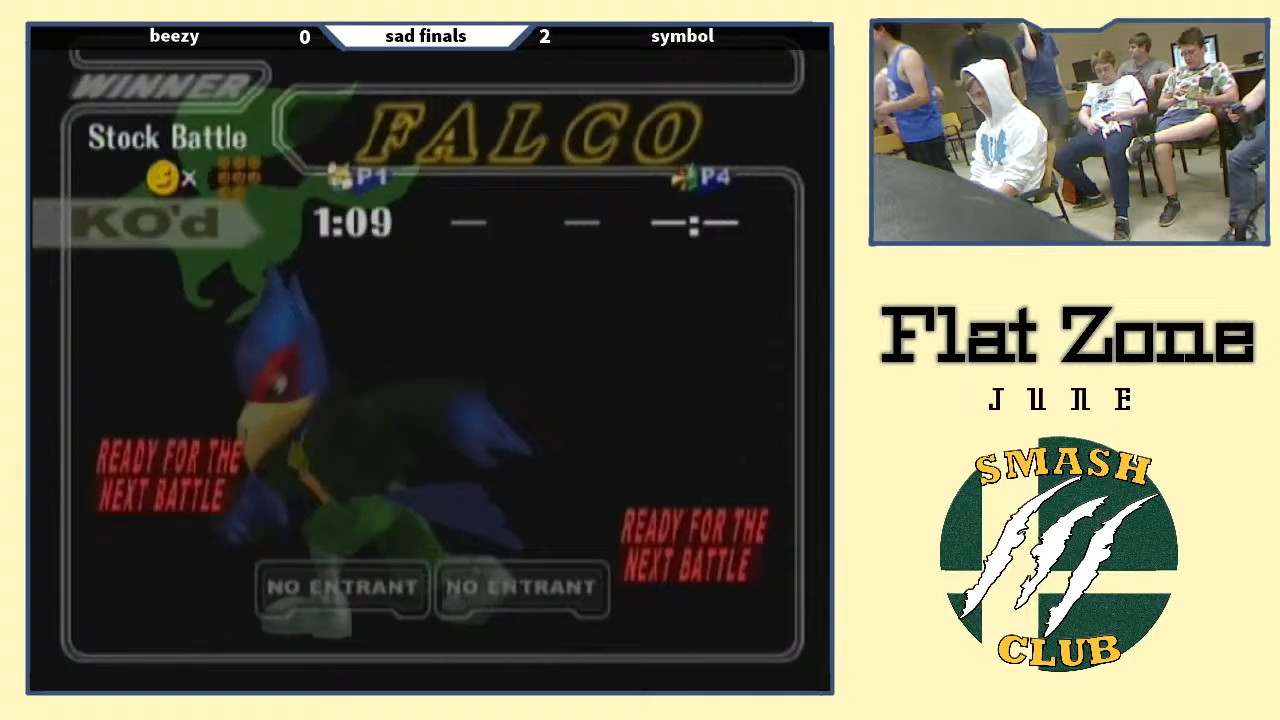 beezy 0 sad finals 2 symbol
WINNER
FALCO
Stock Battle
P1 P4
KO'd 1:09 — — —:—
READY FOR THE
NEXT BATTLE
READY FOR THE
NEXT BATTLE
NO ENTRANT NO ENTRANT
Flat Zone
JUNE
SMASH
CLUB